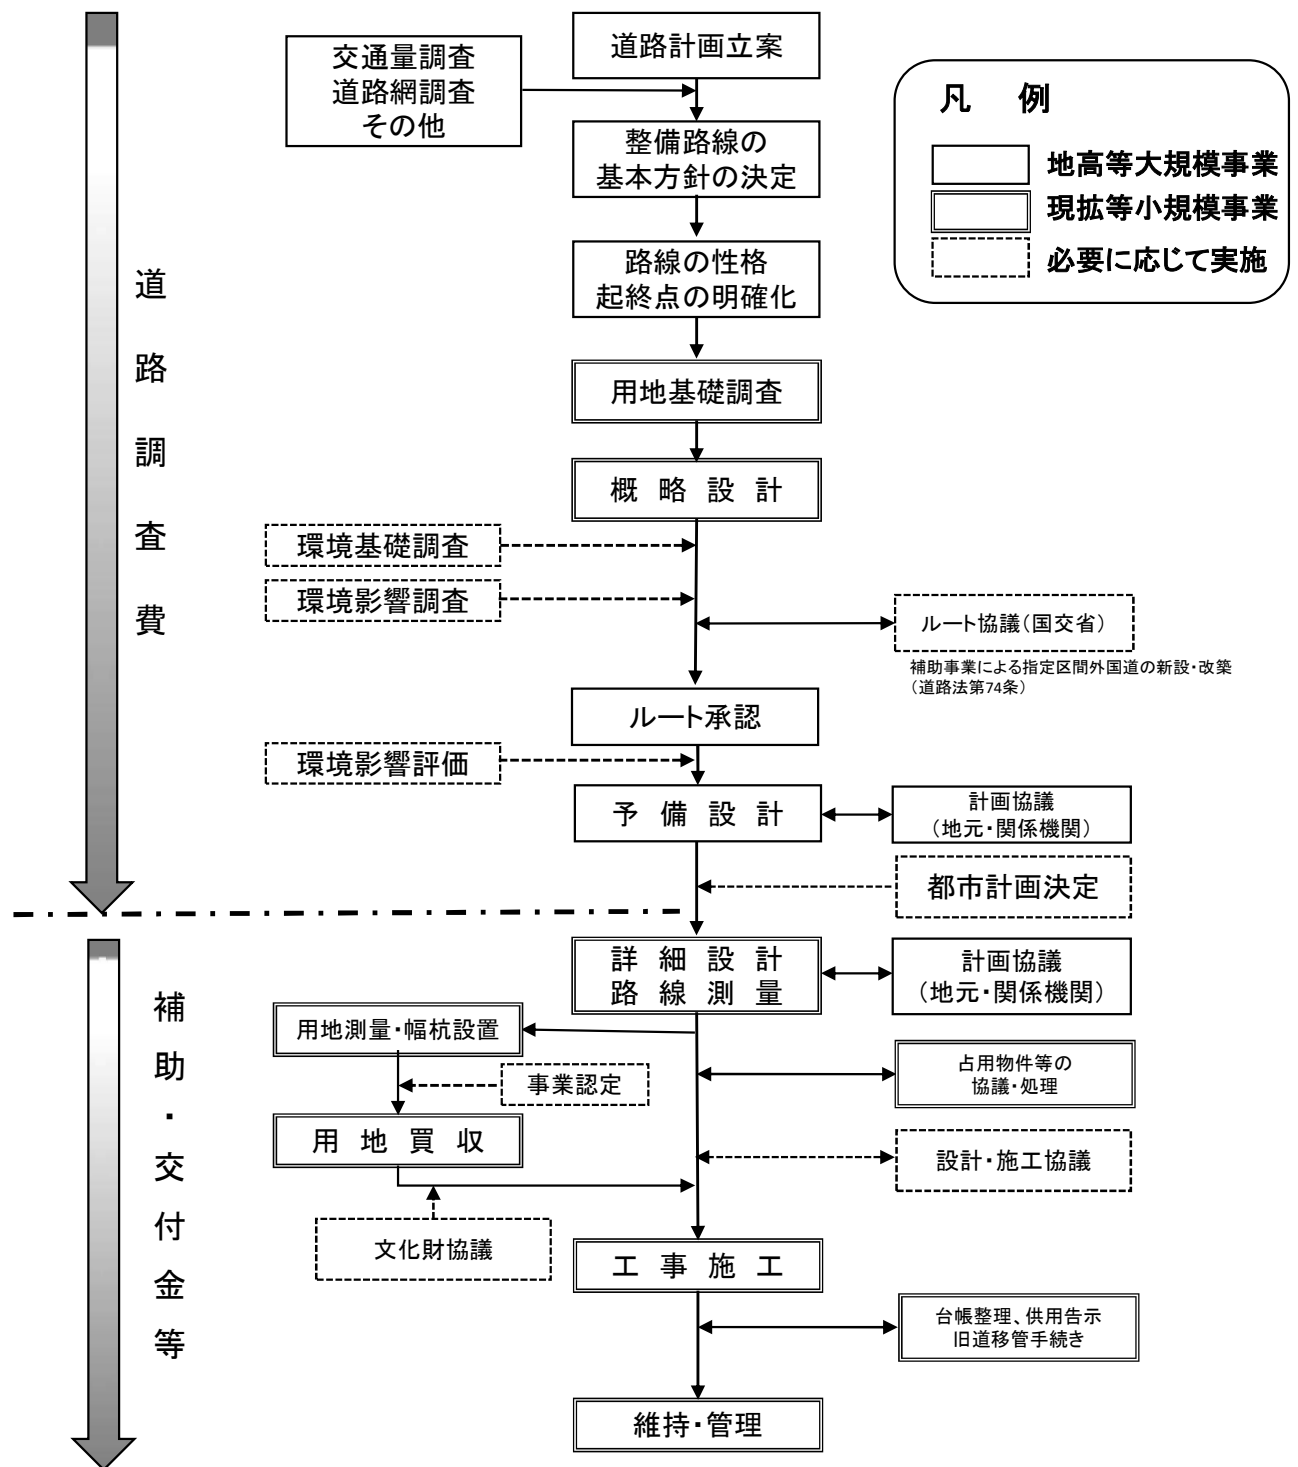 道路計画立案
交通量調査
道路網調査
その他
整備路線の
基本方針の決定
路線の性格
起終点の明確化
用地基礎調査
概略設計
環境基礎調査
環境影響調査
ルート協議（国交省）
補助事業による指定区間外国道の新設・改築
（道路法第74条）
ルート承認
環境影響評価
予備設計
計画協議
（地元・関係機関）
都市計画決定
詳細設計
路線測量
計画協議
（地元・関係機関）
用地測量・幅杭設置
占用物件等の
協議・処理
事業認定
用地買収
設計・施工協議
文化財協議
工事施工
台帳整理、供用告示
旧道移管手続き
維持・管理
凡例
地高等大規模事業
現拡等小規模事業
必要に応じて実施
道路調査費
補助・交付金等